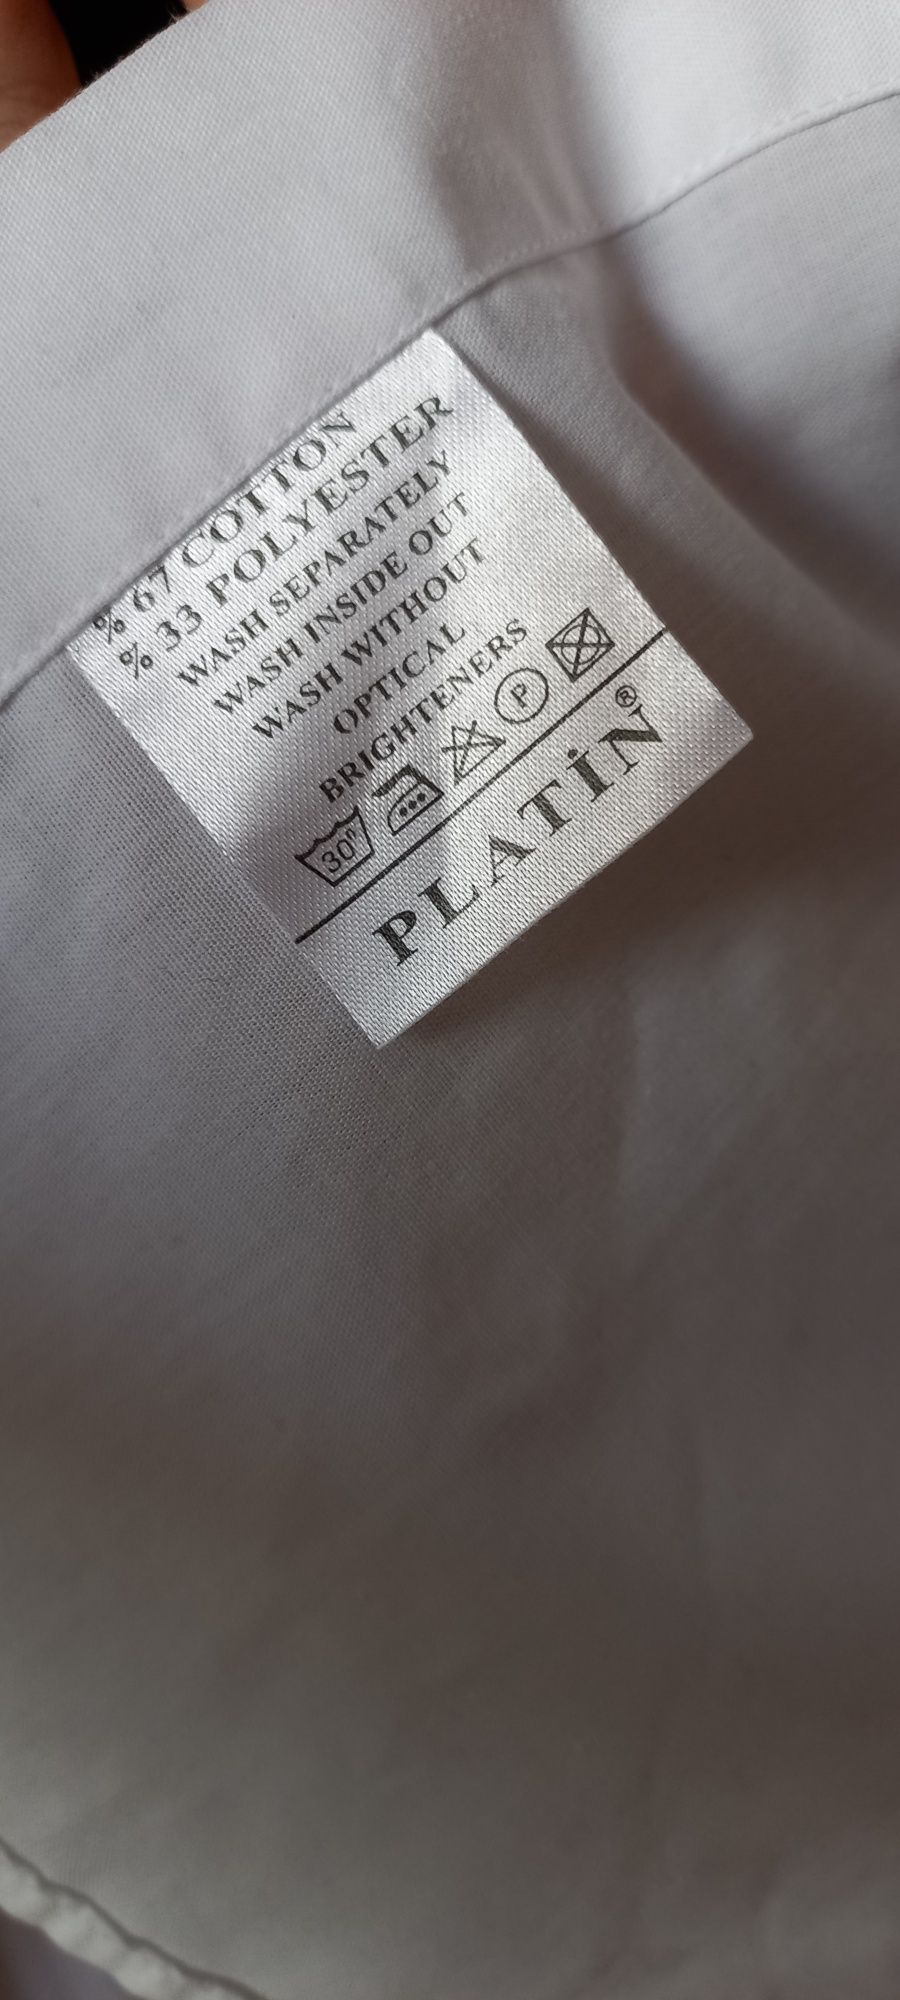 % 67 COTTON
% 33 POLYESTER
WASH SEPARATELY
WASH INSIDE OUT
WASH WITHOUT
OPTICAL
BRIGHTENERS
30° P
PLATİN®